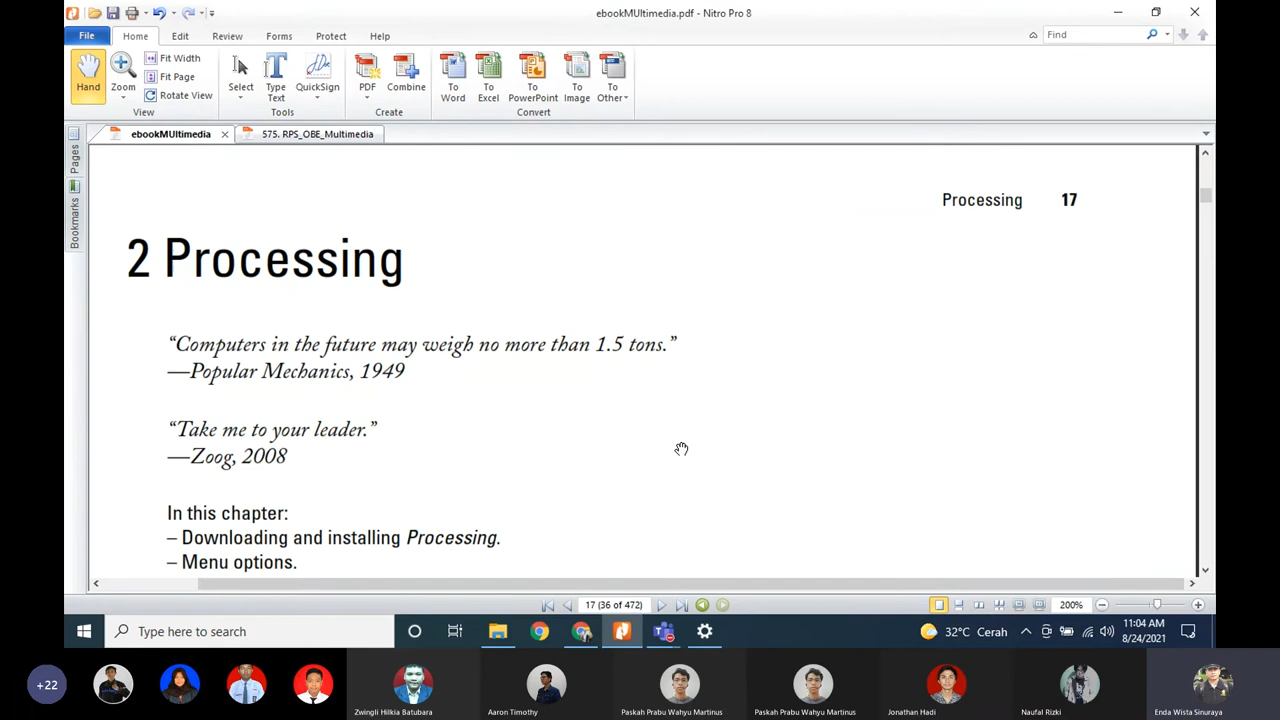 ebookMUltimedia.pdf - Nitro Pro 8
File Home Edit Review Forms Protect Help
Find
Hand
Zoom
Fit Width
Fit Page
Rotate View
View
Select
Type Text
QuickSign
Tools
PDF
Combine
Create
To Word
To Excel
To PowerPoint
To Image
To Other
Convert
ebookMUltimedia
575. RPS_OBE_Multimedia
Pages
Bookmarks
Processing 17
2 Processing
“Computers in the future may weigh no more than 1.5 tons.”
—Popular Mechanics, 1949
“Take me to your leader.”
—Zoog, 2008
In this chapter:
– Downloading and installing Processing.
– Menu options.
17 (36 of 472)
200%
Type here to search
32°C Cerah
11:04 AM
8/24/2021
+22
Zwingli Hilkia Batubara
Aaron Timothy
Paskah Prabu Wahyu Martinus
Paskah Prabu Wahyu Martinus
Jonathan Hadi
Naufal Rizki
Enda Wista Sinuraya